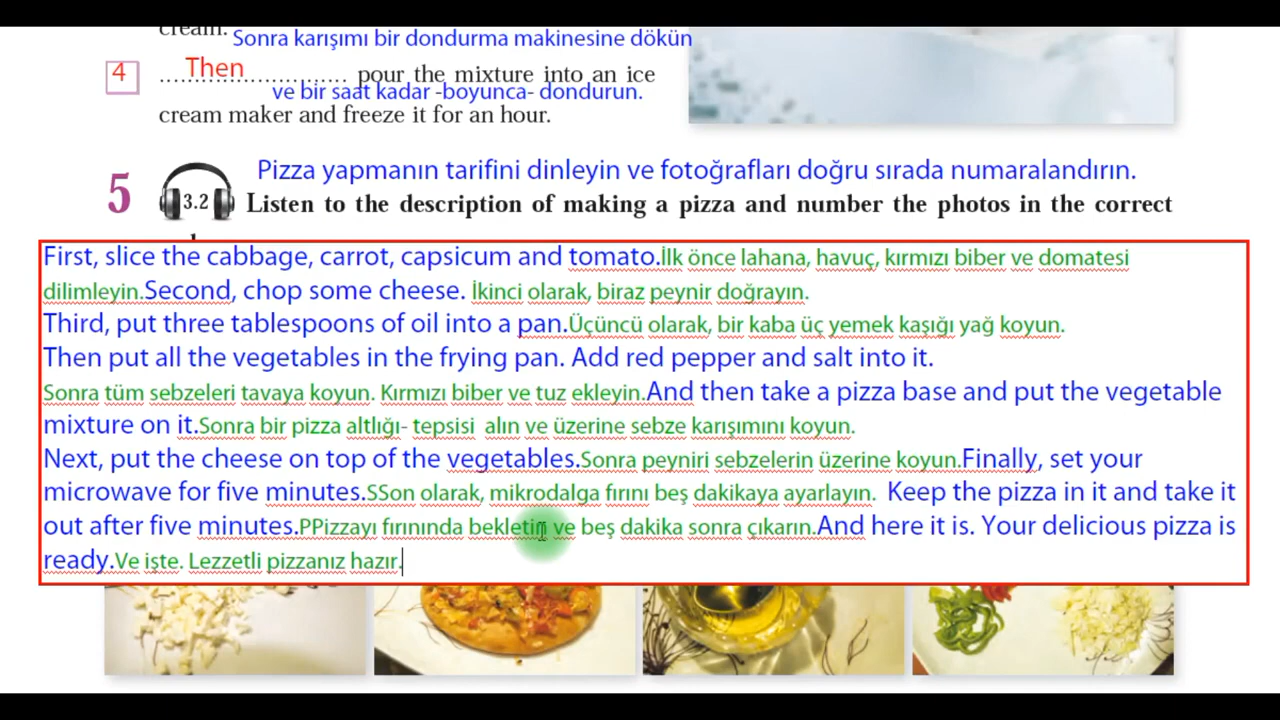 cream.
Sonra karışımı bir dondurma makinesine dökün
4 Then ........................... pour the mixture into an ice
ve bir saat kadar -boyunca- dondurun.
cream maker and freeze it for an hour.
Pizza yapmanın tarifini dinleyin ve fotoğrafları doğru sırada numaralandırın.
5 3.2 Listen to the description of making a pizza and number the photos in the correct
First, slice the cabbage, carrot, capsicum and tomato.İlk önce lahana, havuç, kırmızı biber ve domatesi
dilimleyin.Second, chop some cheese. İkinci olarak, biraz peynir doğrayın.
Third, put three tablespoons of oil into a pan.Üçüncü olarak, bir kaba üç yemek kaşığı yağ koyun.
Then put all the vegetables in the frying pan. Add red pepper and salt into it.
Sonra tüm sebzeleri tavaya koyun. Kırmızı biber ve tuz ekleyin.And then take a pizza base and put the vegetable
mixture on it.Sonra bir pizza altlığı- tepsisi alın ve üzerine sebze karışımını koyun.
Next, put the cheese on top of the vegetables.Sonra peyniri sebzelerin üzerine koyun.Finally, set your
microwave for five minutes.SSon olarak, mikrodalga fırını beş dakikaya ayarlayın. Keep the pizza in it and take it
out after five minutes.PPizzayı fırınında bekletin ve beş dakika sonra çıkarın.And here it is. Your delicious pizza is
ready.Ve işte. Lezzetli pizzanız hazır.